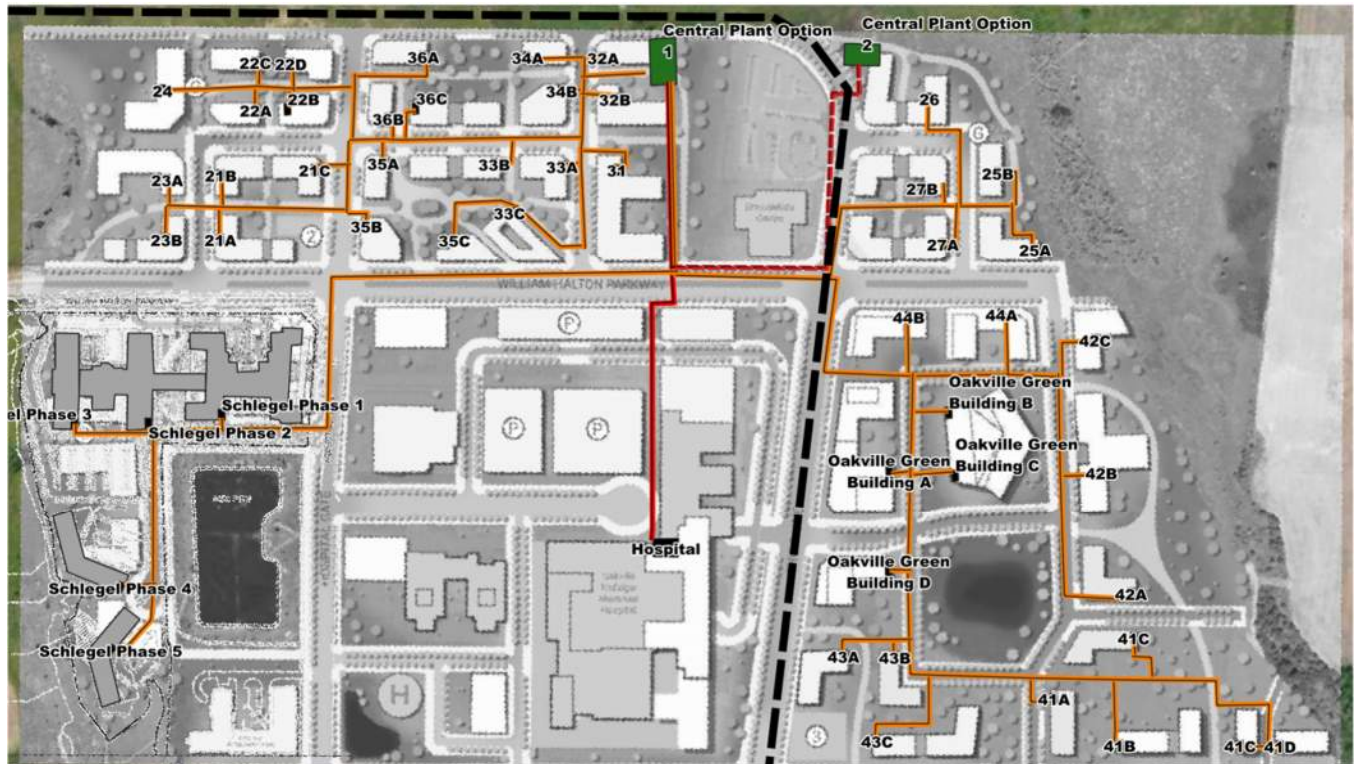 Central Plant Option
1
Central Plant Option
2
22C
22D
24
22A
22B
36A
36C
36B
35A
34A
32A
34B
32B
33B
33A
31
23A
21B
21C
23B
21A
35B
35C
33C
2
26
6
27B
25B
27A
25A
WILLIAM HALTON PARKWAY
P
P
P
44B
44A
42C
Oakville Green
Building B
Oakville Green
Building C
Oakville Green
Building A
42B
Oakville Green
Building D
42A
gel Phase 3
Schlegel Phase 1
Schlegel Phase 2
Schlegel Phase 4
Schlegel Phase 5
Hospital
H
43A
43B
43C
3
41C
41A
41B
41C
41D